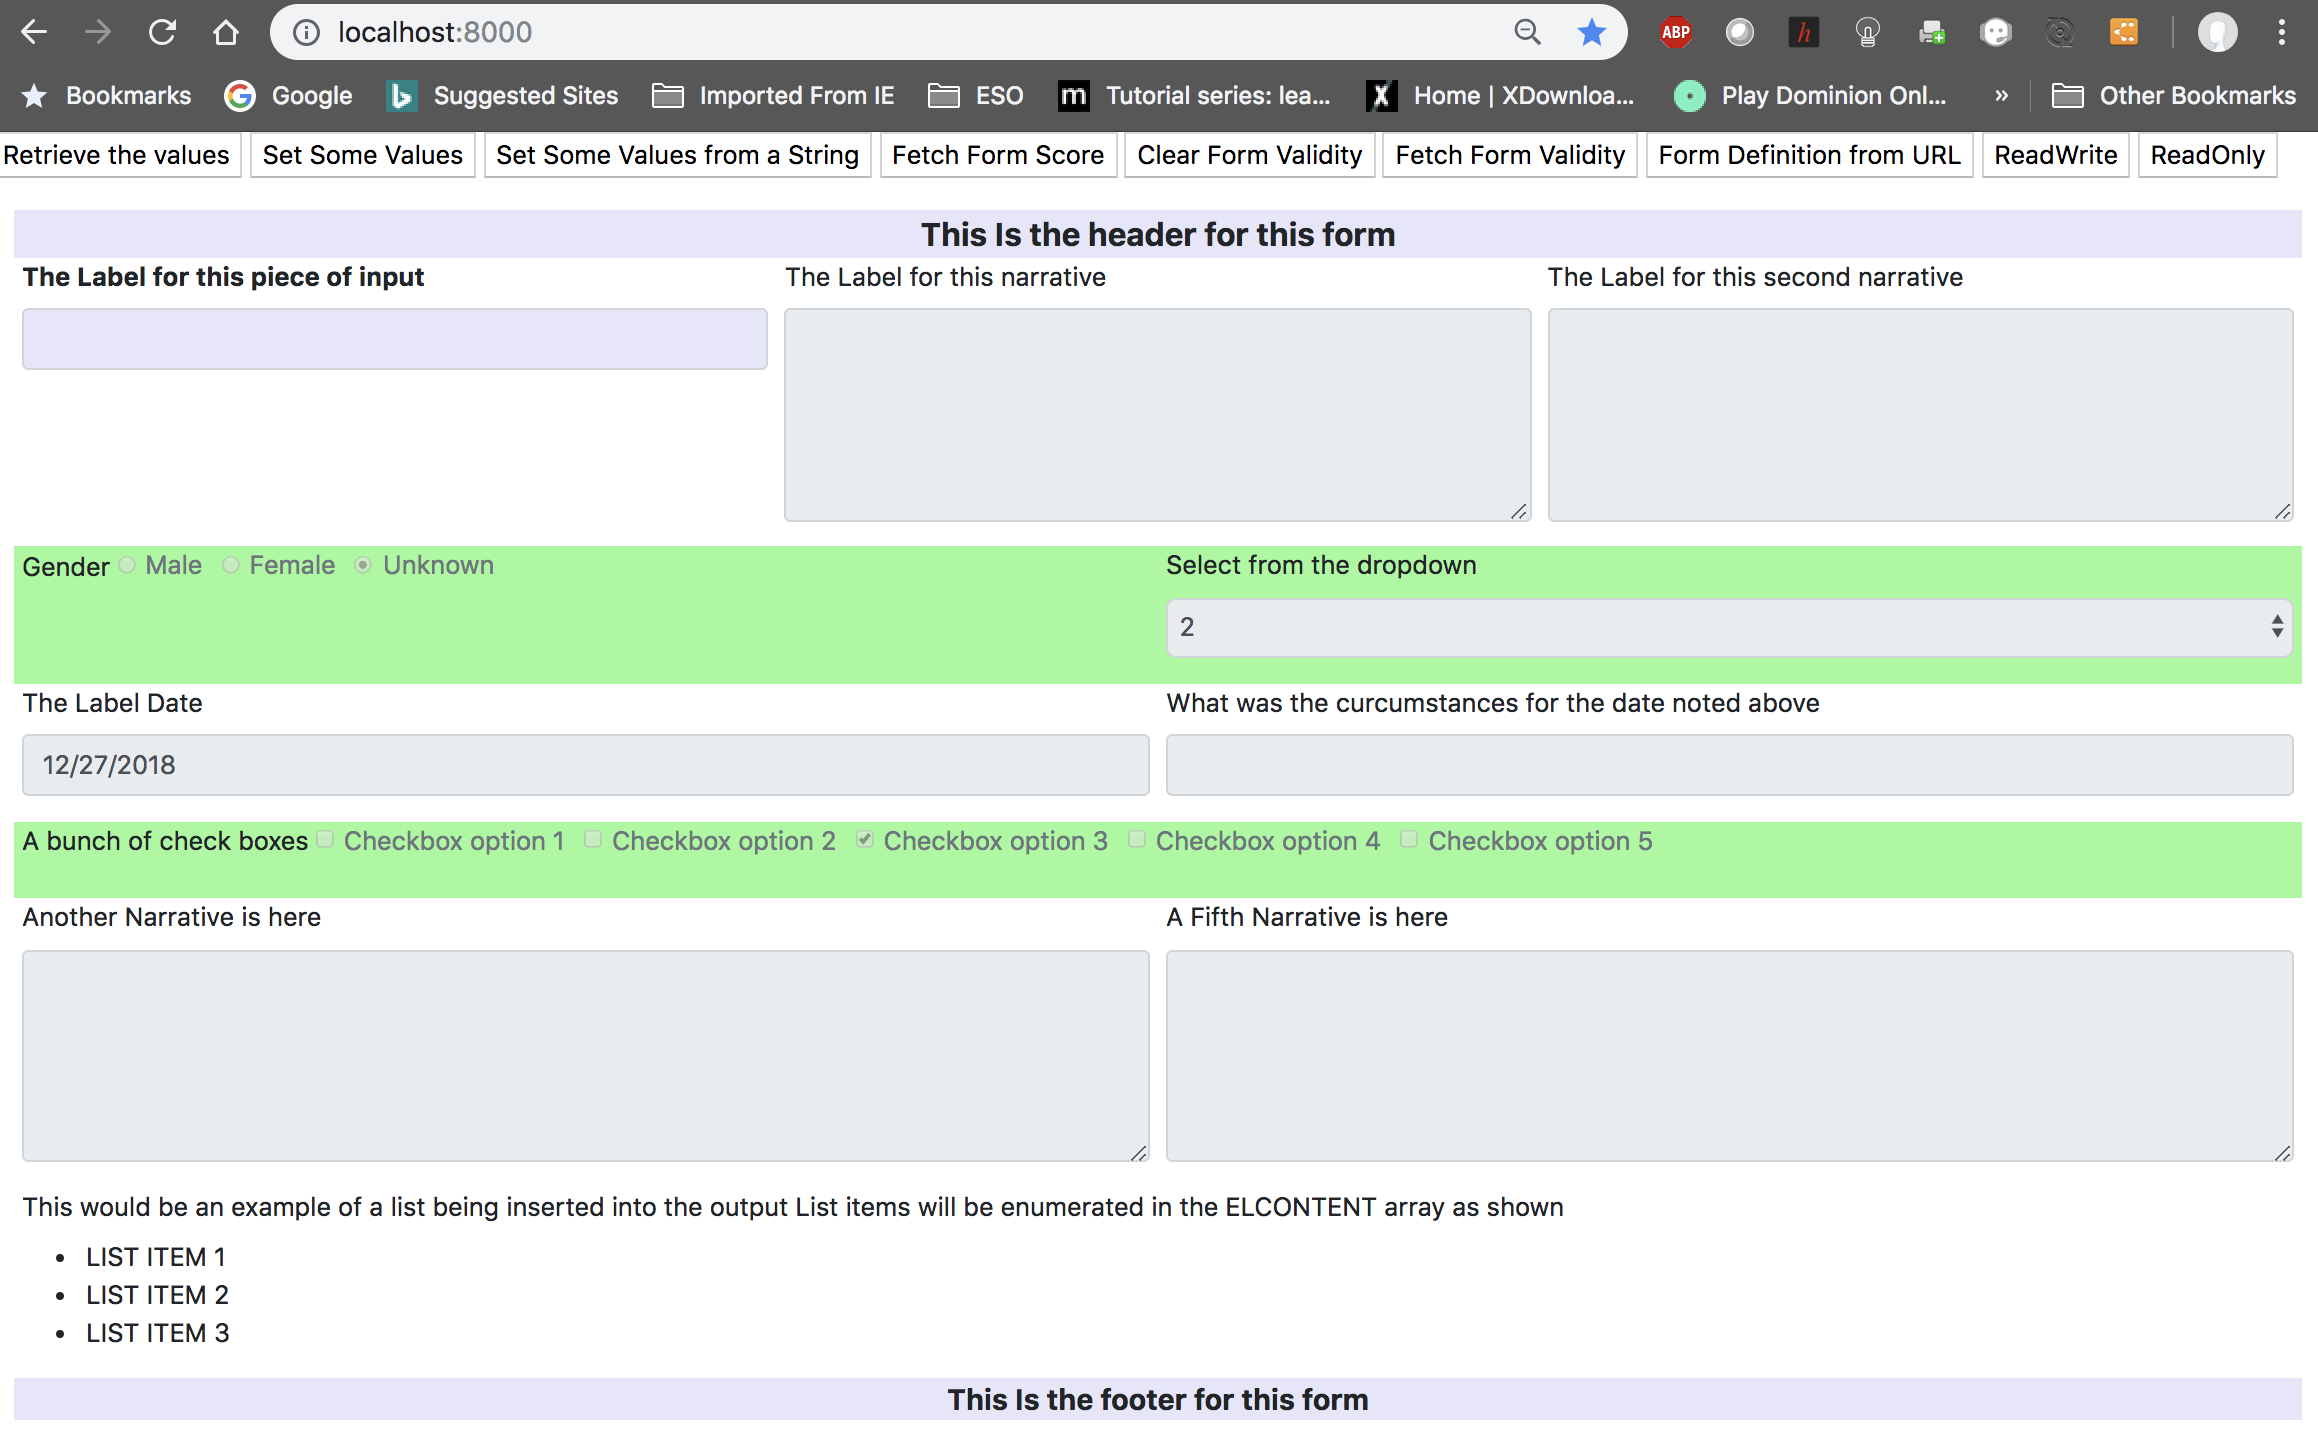 localhost:8000
ABP
h
Bookmarks Google Suggested Sites Imported From IE ESO m Tutorial series: lea... X Home | XDownloa... Play Dominion Onl... » Other Bookmarks
Retrieve the values Set Some Values Set Some Values from a String Fetch Form Score Clear Form Validity Fetch Form Validity Form Definition from URL ReadWrite ReadOnly
This Is the header for this form
The Label for this piece of input The Label for this narrative The Label for this second narrative
Gender Male Female Unknown Select from the dropdown
2
The Label Date What was the curcumstances for the date noted above
12/27/2018
A bunch of check boxes Checkbox option 1 Checkbox option 2 Checkbox option 3 Checkbox option 4 Checkbox option 5
Another Narrative is here A Fifth Narrative is here
This would be an example of a list being inserted into the output List items will be enumerated in the ELCONTENT array as shown
• LIST ITEM 1
• LIST ITEM 2
• LIST ITEM 3
This Is the footer for this form